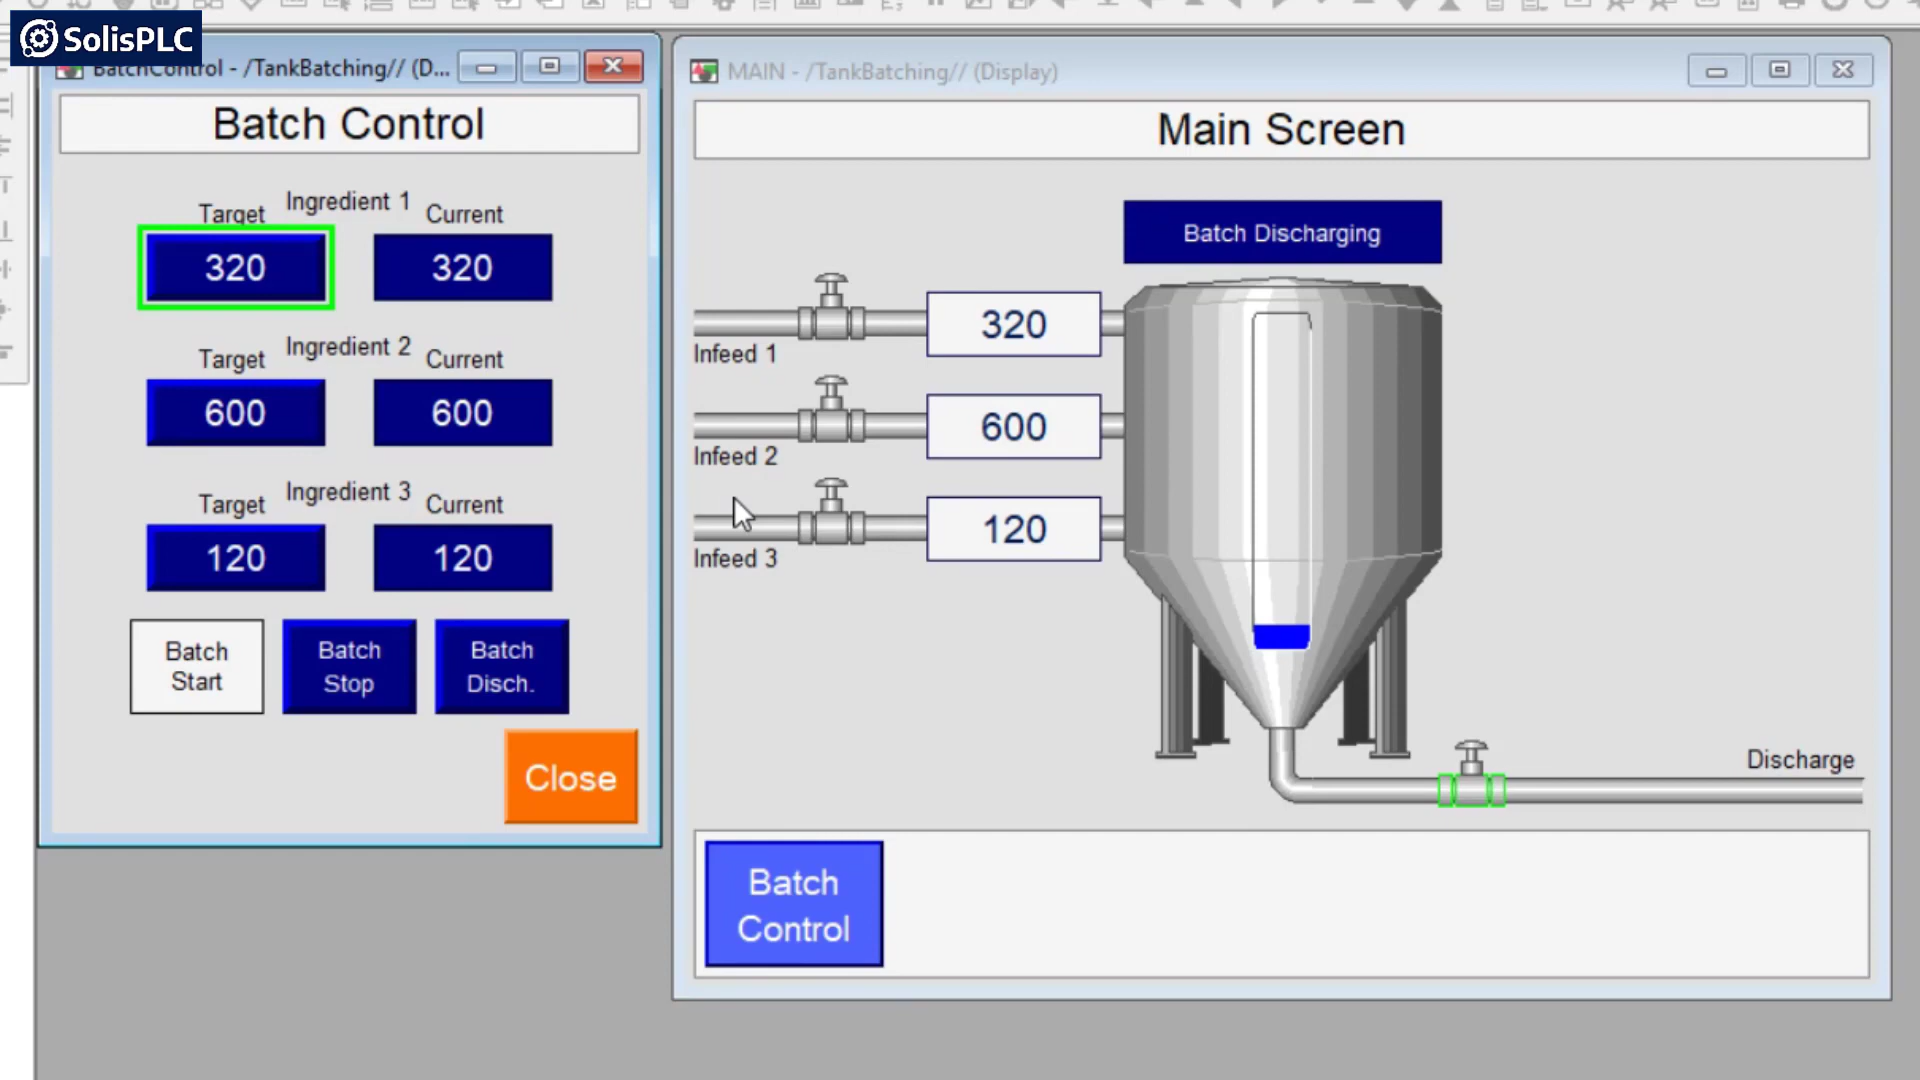 SolisPLC
BatchControl - /TankBatching// (D...
Batch Control
Ingredient 1
Target
Current
320
320
Ingredient 2
Target
Current
600
600
Ingredient 3
Target
Current
120
120
Batch
Start
Batch
Stop
Batch
Disch.
Close
MAIN - /TankBatching// (Display)
Main Screen
Batch Discharging
320
Infeed 1
600
Infeed 2
120
Infeed 3
Discharge
Batch
Control